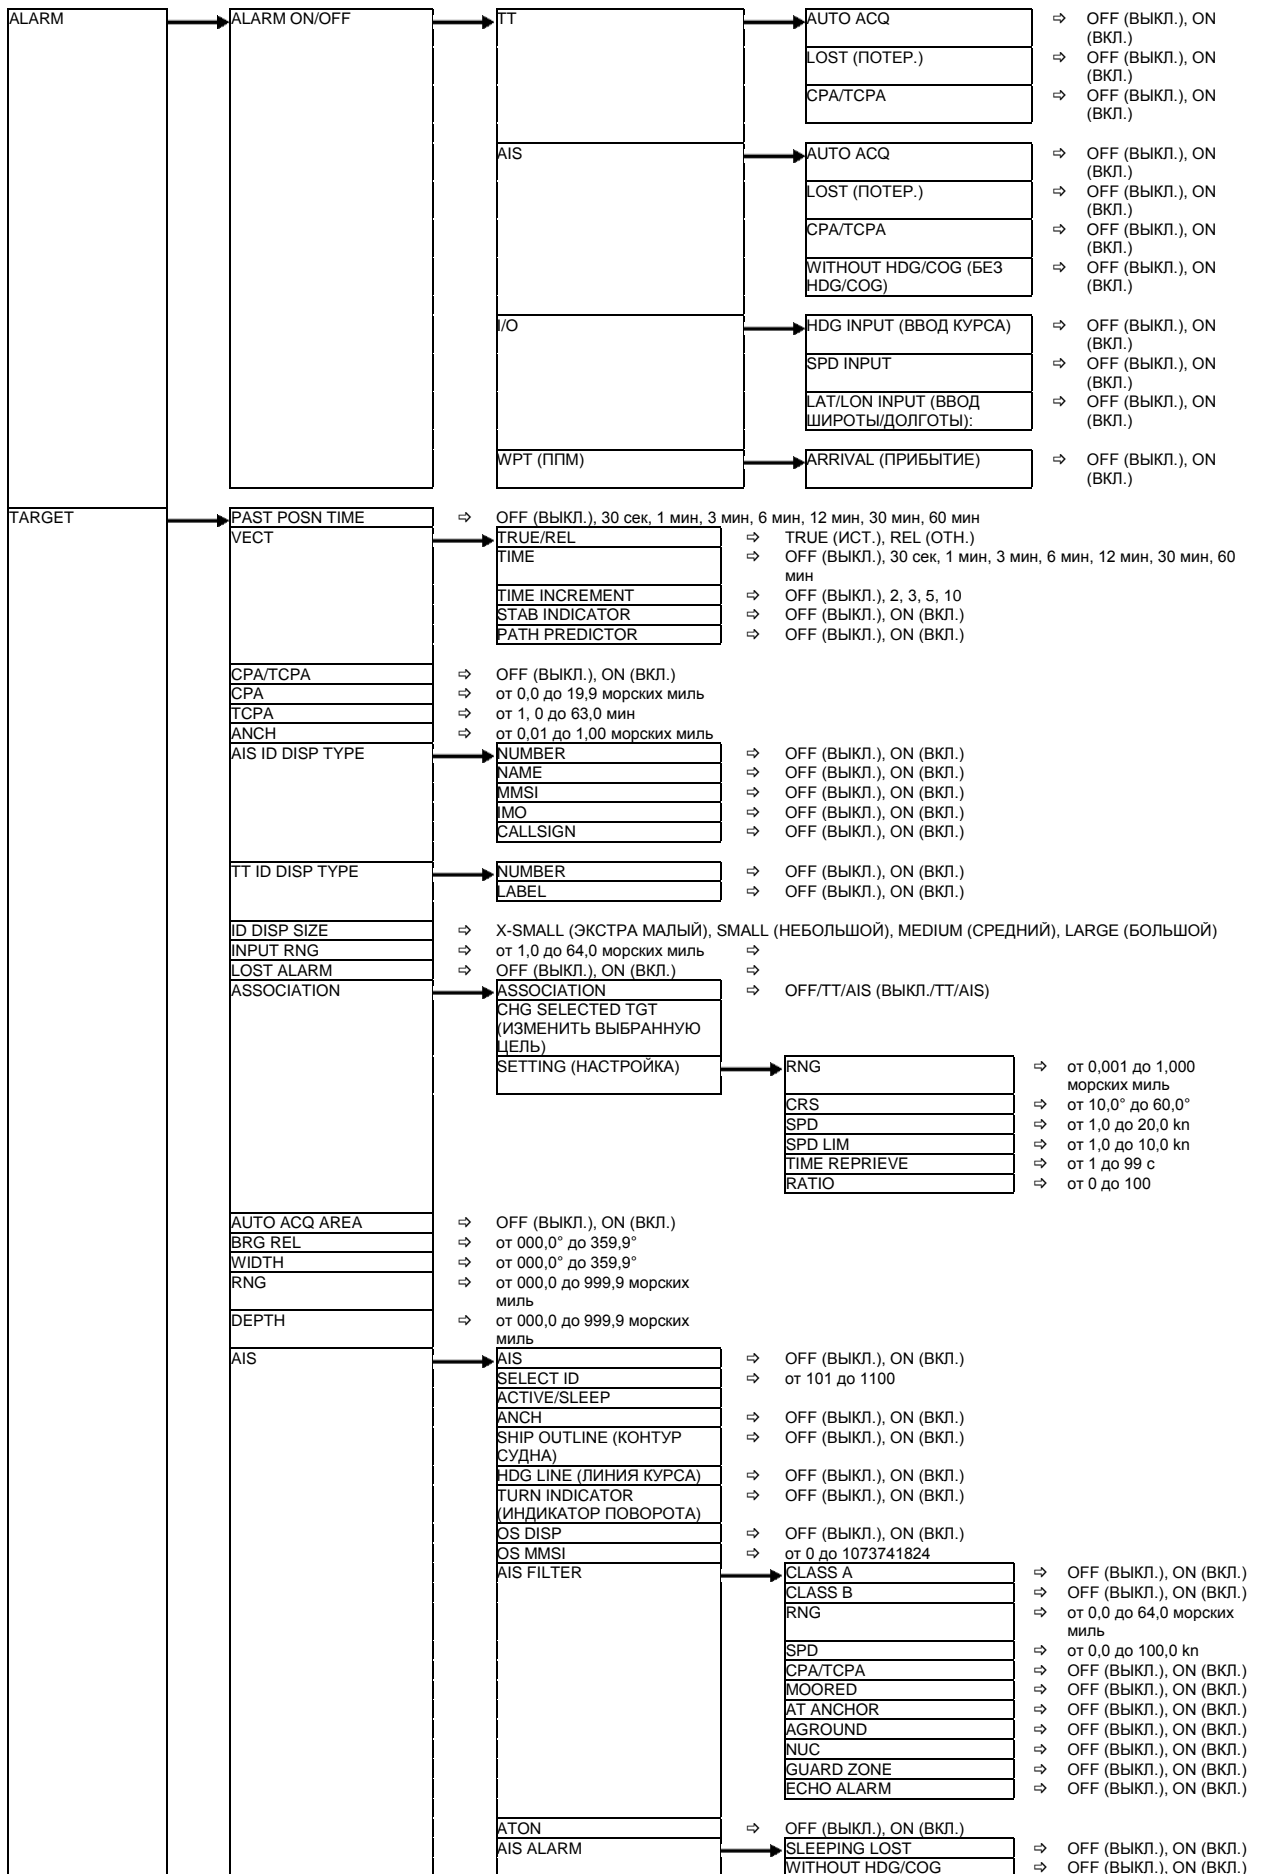 ALARM ALARM ON/OFF TT AUTO ACQ ⇨ OFF (ВЫКЛ.), ON
(ВКЛ.)
LOST (ПОТЕР.) ⇨ OFF (ВЫКЛ.), ON
(ВКЛ.)
CPA/TCPA ⇨ OFF (ВЫКЛ.), ON
(ВКЛ.)
AIS AUTO ACQ ⇨ OFF (ВЫКЛ.), ON
(ВКЛ.)
LOST (ПОТЕР.) ⇨ OFF (ВЫКЛ.), ON
(ВКЛ.)
CPA/TCPA ⇨ OFF (ВЫКЛ.), ON
(ВКЛ.)
WITHOUT HDG/COG (БЕЗ ⇨ OFF (ВЫКЛ.), ON
HDG/COG) (ВКЛ.)
I/O HDG INPUT (ВВОД КУРСА) ⇨ OFF (ВЫКЛ.), ON
(ВКЛ.)
SPD INPUT ⇨ OFF (ВЫКЛ.), ON
(ВКЛ.)
LAT/LON INPUT (ВВОД ⇨ OFF (ВЫКЛ.), ON
ШИРОТЫ/ДОЛГОТЫ): (ВКЛ.)
WPT (ППМ) ARRIVAL (ПРИБЫТИЕ) ⇨ OFF (ВЫКЛ.), ON
(ВКЛ.)
TARGET PAST POSN TIME ⇨ OFF (ВЫКЛ.), 30 сек, 1 мин, 3 мин, 6 мин, 12 мин, 30 мин, 60 мин
VECT TRUE/REL ⇨ TRUE (ИСТ.), REL (ОТН.)
TIME ⇨ OFF (ВЫКЛ.), 30 сек, 1 мин, 3 мин, 6 мин, 12 мин, 30 мин, 60
мин
TIME INCREMENT ⇨ OFF (ВЫКЛ.), 2, 3, 5, 10
STAB INDICATOR ⇨ OFF (ВЫКЛ.), ON (ВКЛ.)
PATH PREDICTOR ⇨ OFF (ВЫКЛ.), ON (ВКЛ.)
CPA/TCPA ⇨ OFF (ВЫКЛ.), ON (ВКЛ.)
CPA ⇨ от 0,0 до 19,9 морских миль
TCPA ⇨ от 1, 0 до 63,0 мин
ANCH ⇨ от 0,01 до 1,00 морских миль
AIS ID DISP TYPE NUMBER ⇨ OFF (ВЫКЛ.), ON (ВКЛ.)
NAME ⇨ OFF (ВЫКЛ.), ON (ВКЛ.)
MMSI ⇨ OFF (ВЫКЛ.), ON (ВКЛ.)
IMO ⇨ OFF (ВЫКЛ.), ON (ВКЛ.)
CALLSIGN ⇨ OFF (ВЫКЛ.), ON (ВКЛ.)
TT ID DISP TYPE NUMBER ⇨ OFF (ВЫКЛ.), ON (ВКЛ.)
LABEL ⇨ OFF (ВЫКЛ.), ON (ВКЛ.)
ID DISP SIZE ⇨ X-SMALL (ЭКСТРА МАЛЫЙ), SMALL (НЕБОЛЬШОЙ), MEDIUM (СРЕДНИЙ), LARGE (БОЛЬШОЙ)
INPUT RNG ⇨ от 1,0 до 64,0 морских миль ⇨
LOST ALARM ⇨ OFF (ВЫКЛ.), ON (ВКЛ.) ⇨
ASSOCIATION ASSOCIATION ⇨ OFF/TT/AIS (ВЫКЛ./TT/AIS)
CHG SELECTED TGT
(ИЗМЕНИТЬ ВЫБРАННУЮ
ЦЕЛЬ)
SETTING (НАСТРОЙКА) RNG ⇨ от 0,001 до 1,000
морских миль
CRS ⇨ от 10,0° до 60,0°
SPD ⇨ от 1,0 до 20,0 kn
SPD LIM ⇨ от 1,0 до 10,0 kn
TIME REPRIEVE ⇨ от 1 до 99 с
RATIO ⇨ от 0 до 100
AUTO ACQ AREA ⇨ OFF (ВЫКЛ.), ON (ВКЛ.)
BRG REL ⇨ от 000,0° до 359,9°
WIDTH ⇨ от 000,0° до 359,9°
RNG ⇨ от 000,0 до 999,9 морских
миль
DEPTH ⇨ от 000,0 до 999,9 морских
миль
AIS AIS ⇨ OFF (ВЫКЛ.), ON (ВКЛ.)
SELECT ID ⇨ от 101 до 1100
ACTIVE/SLEEP
ANCH ⇨ OFF (ВЫКЛ.), ON (ВКЛ.)
SHIP OUTLINE (КОНТУР ⇨ OFF (ВЫКЛ.), ON (ВКЛ.)
СУДНА)
HDG LINE (ЛИНИЯ КУРСА) ⇨ OFF (ВЫКЛ.), ON (ВКЛ.)
TURN INDICATOR ⇨ OFF (ВЫКЛ.), ON (ВКЛ.)
(ИНДИКАТОР ПОВОРОТА)
OS DISP ⇨ OFF (ВЫКЛ.), ON (ВКЛ.)
OS MMSI ⇨ от 0 до 1073741824
AIS FILTER CLASS A ⇨ OFF (ВЫКЛ.), ON (ВКЛ.)
CLASS B ⇨ OFF (ВЫКЛ.), ON (ВКЛ.)
RNG ⇨ от 0,0 до 64,0 морских
миль
SPD ⇨ от 0,0 до 100,0 kn
CPA/TCPA ⇨ OFF (ВЫКЛ.), ON (ВКЛ.)
MOORED ⇨ OFF (ВЫКЛ.), ON (ВКЛ.)
AT ANCHOR ⇨ OFF (ВЫКЛ.), ON (ВКЛ.)
AGROUND ⇨ OFF (ВЫКЛ.), ON (ВКЛ.)
NUC ⇨ OFF (ВЫКЛ.), ON (ВКЛ.)
GUARD ZONE ⇨ OFF (ВЫКЛ.), ON (ВКЛ.)
ECHO ALARM ⇨ OFF (ВЫКЛ.), ON (ВКЛ.)
ATON ⇨ OFF (ВЫКЛ.), ON (ВКЛ.)
AIS ALARM SLEEPING LOST ⇨ OFF (ВЫКЛ.), ON (ВКЛ.)
WITHOUT HDG/COG ⇨ OFF (ВЫКЛ.), ON (ВКЛ.)